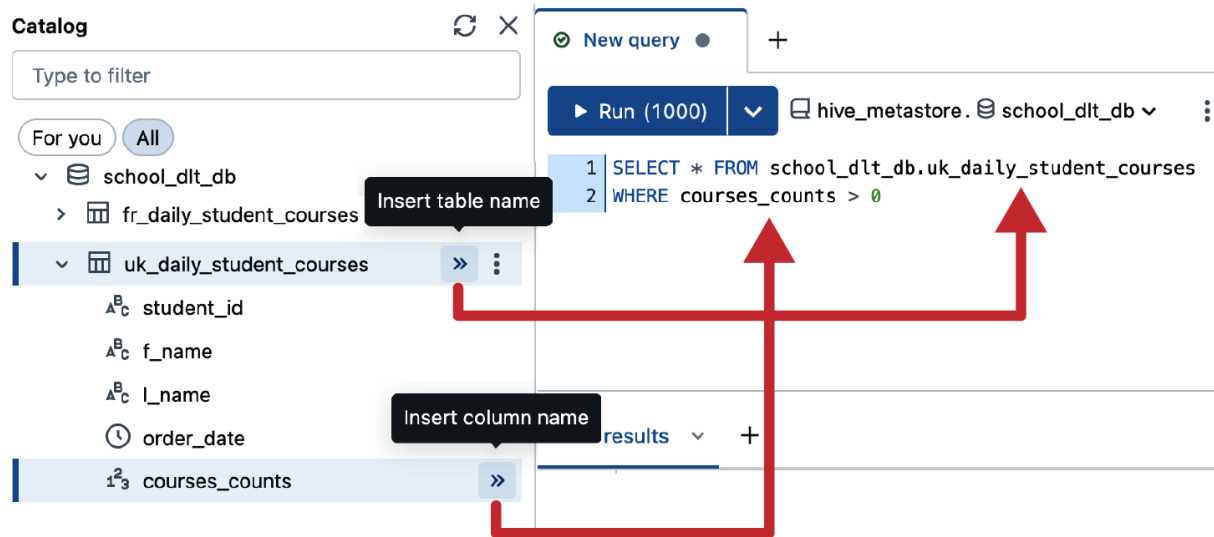 Catalog
Type to filter
For you All
school_dlt_db
fr_daily_student_courses
Insert table name
uk_daily_student_courses
student_id
f_name
l_name
order_date
Insert column name
courses_counts
New query
Run (1000)
hive_metastore. school_dlt_db
1 SELECT * FROM school_dlt_db.uk_daily_student_courses
2 WHERE courses_counts > 0
results